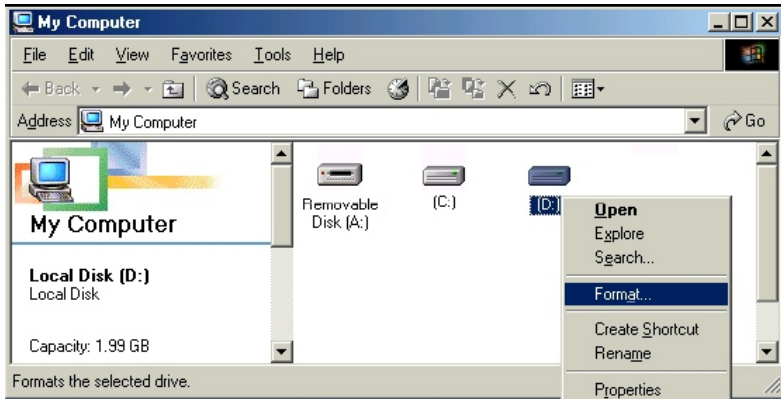 My Computer
File Edit View Favorites Tools Help
Back Search Folders
Address My Computer Go
Removable Disk (A:)
(C:)
(D:)
My Computer
Local Disk (D:)
Local Disk
Capacity: 1.99 GB
Open
Explore
Search...
Format...
Create Shortcut
Rename
Properties
Formats the selected drive.